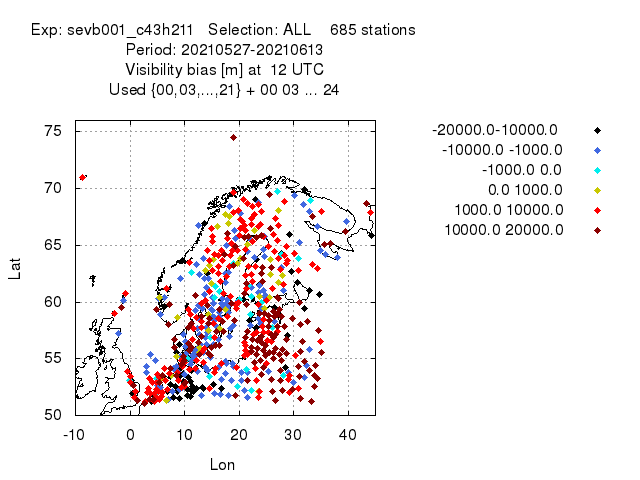 Exp: sevb001_c43h211   Selection: ALL    685 stations
Period: 20210527-20210613
Visibility bias [m] at  12 UTC
Used {00,03,...,21} + 00 03 ... 24
-20000.0-10000.0
-10000.0 -1000.0
-1000.0 0.0
0.0 1000.0
1000.0 10000.0
10000.0 20000.0
75
70
65
60
55
50
Lat
-10 0 10 20 30 40
Lon